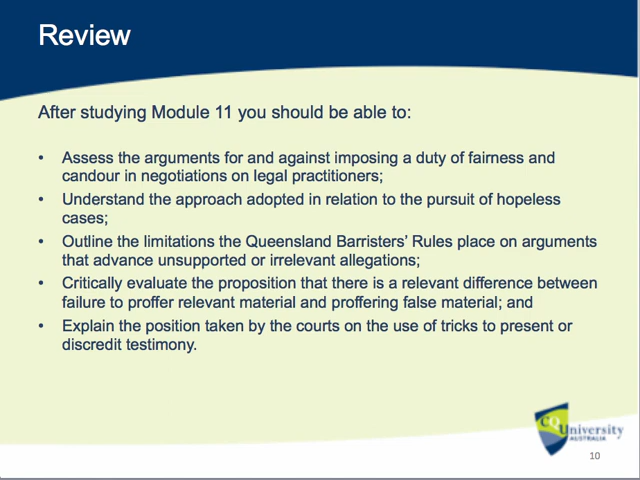 Review
After studying Module 11 you should be able to:
• Assess the arguments for and against imposing a duty of fairness and
candour in negotiations on legal practitioners;
• Understand the approach adopted in relation to the pursuit of hopeless
cases;
• Outline the limitations the Queensland Barristers' Rules place on arguments
that advance unsupported or irrelevant allegations;
• Critically evaluate the proposition that there is a relevant difference between
failure to proffer relevant material and proffering false material; and
• Explain the position taken by the courts on the use of tricks to present or
discredit testimony.
CQUniversity
AUSTRALIA
10